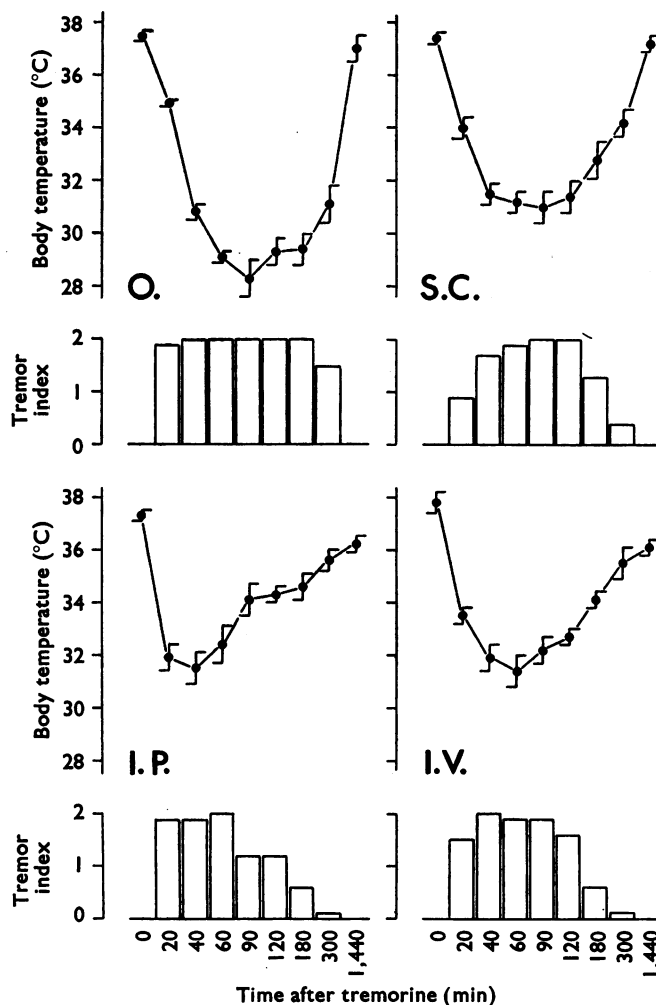 38
36
34
32
30
28
Body temperature (°C)
O.
S.C.
2
1
0
Tremor
index
38
36
34
32
30
28
Body temperature (°C)
I.P.
I.V.
2
1
0
Tremor
index
0 20 40 60 90 120 180 300 1,440 0 20 40 60 90 120 180 300 1,440
Time after tremorine (min)